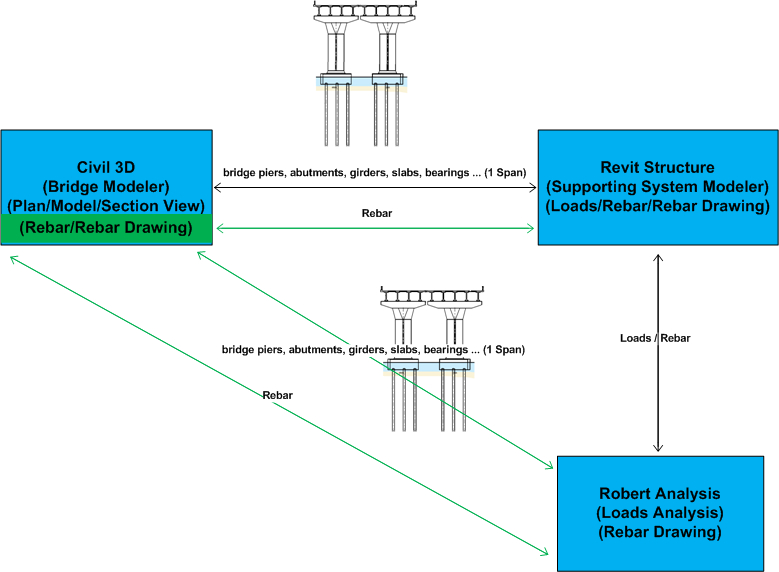 Civil 3D
(Bridge Modeler)
(Plan/Model/Section View)
(Rebar/Rebar Drawing)
bridge piers, abutments, girders, slabs, bearings ... (1 Span)
Rebar
Revit Structure
(Supporting System Modeler)
(Loads/Rebar/Rebar Drawing)
bridge piers, abutments, girders, slabs, bearings ... (1 Span)
Loads / Rebar
Rebar
Robert Analysis
(Loads Analysis)
(Rebar Drawing)